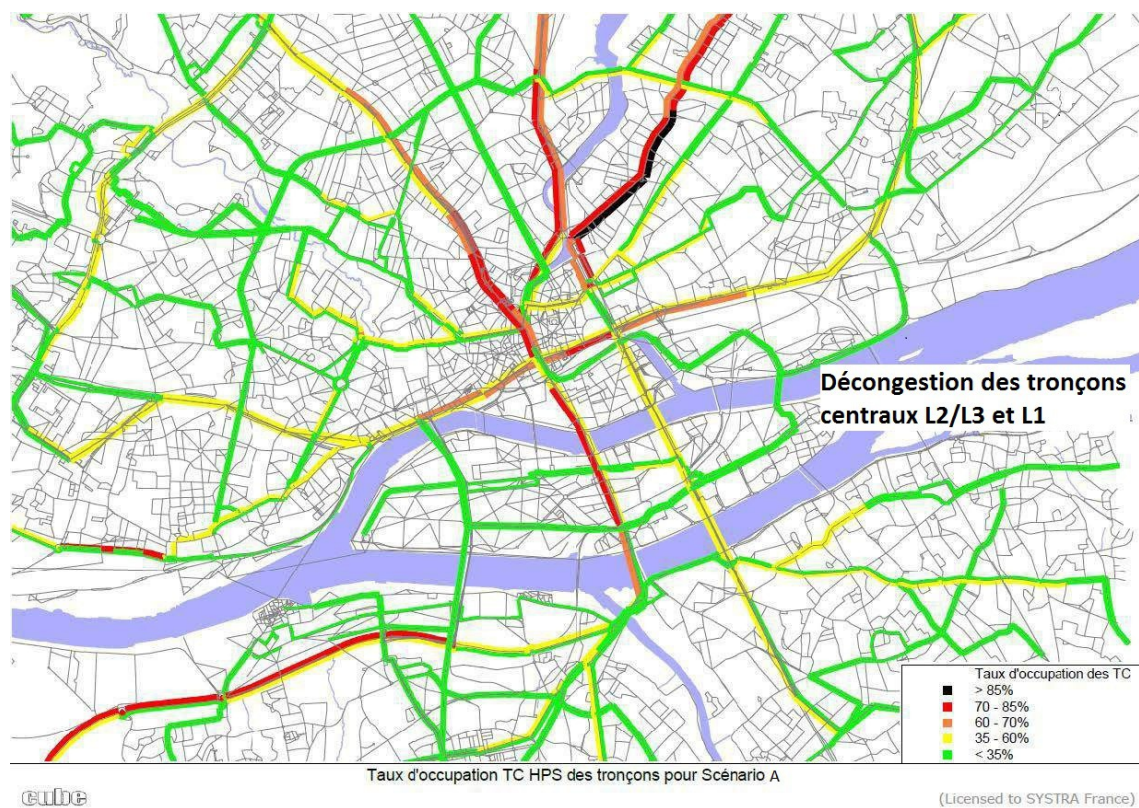 Décongestion des tronçons
centraux L2/L3 et L1
Taux d'occupation des TC
> 85%
70 - 85%
60 - 70%
35 - 60%
< 35%
Taux d'occupation TC HPS des tronçons pour Scénario A
cube
(Licensed to SYSTRA France)